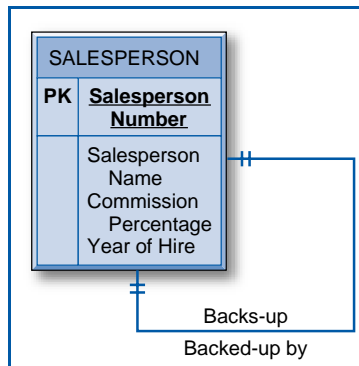 SALESPERSON
PK Salesperson
Number
Salesperson
Name
Commission
Percentage
Year of Hire
Backs-up
Backed-up by